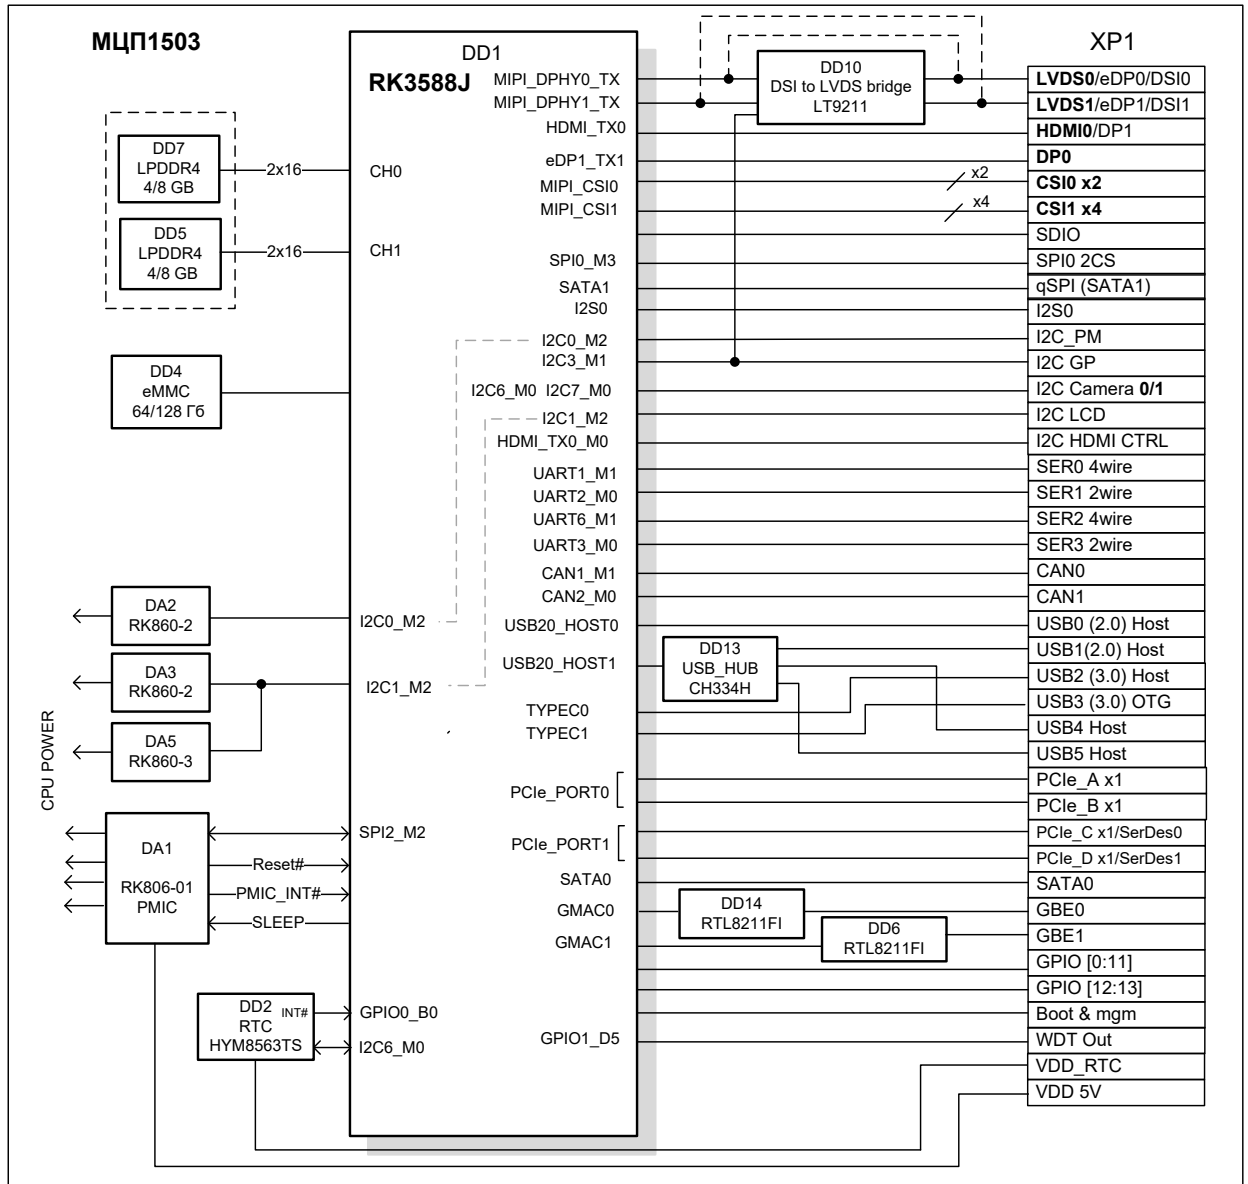 МЦП1503
DD1
RK3588J
XP1
DD7
LPDDR4
4/8 GB
2x16
CH0
DD5
LPDDR4
4/8 GB
2x16
CH1
DD4
eMMC
64/128 Гб
DA2
RK860-2
I2C0_M2
DA3
RK860-2
I2C1_M2
DA5
RK860-3
CPU POWER
DA1
RK806-01
PMIC
SPI2_M2
Reset#
PMIC_INT#
SLEEP
DD2
INT#
RTC
HYM8563TS
GPIO0_B0
I2C6_M0
MIPI_DPHY0_TX
MIPI_DPHY1_TX
HDMI_TX0
eDP1_TX1
MIPI_CSI0
MIPI_CSI1
SPI0_M3
SATA1
I2S0
I2C0_M2
I2C3_M1
I2C6_M0 I2C7_M0
I2C1_M2
HDMI_TX0_M0
UART1_M1
UART2_M0
UART6_M1
UART3_M0
CAN1_M1
CAN2_M0
USB20_HOST0
USB20_HOST1
TYPEC0
TYPEC1
PCIe_PORT0
PCIe_PORT1
SATA0
GMAC0
GMAC1
GPIO1_D5
DD10
DSI to LVDS bridge
LT9211
x2
x4
DD13
USB_HUB
CH334H
DD14
RTL8211FI
DD6
RTL8211FI
LVDS0/eDP0/DSI0
LVDS1/eDP1/DSI1
HDMI0/DP1
DP0
CSI0 x2
CSI1 x4
SDIO
SPI0 2CS
qSPI (SATA1)
I2S0
I2C_PM
I2C GP
I2C Camera 0/1
I2C LCD
I2C HDMI CTRL
SER0 4wire
SER1 2wire
SER2 4wire
SER3 2wire
CAN0
CAN1
USB0 (2.0) Host
USB1(2.0) Host
USB2 (3.0) Host
USB3 (3.0) OTG
USB4 Host
USB5 Host
PCIe_A x1
PCIe_B x1
PCIe_C x1/SerDes0
PCIe_D x1/SerDes1
SATA0
GBE0
GBE1
GPIO [0:11]
GPIO [12:13]
Boot & mgm
WDT Out
VDD_RTC
VDD 5V